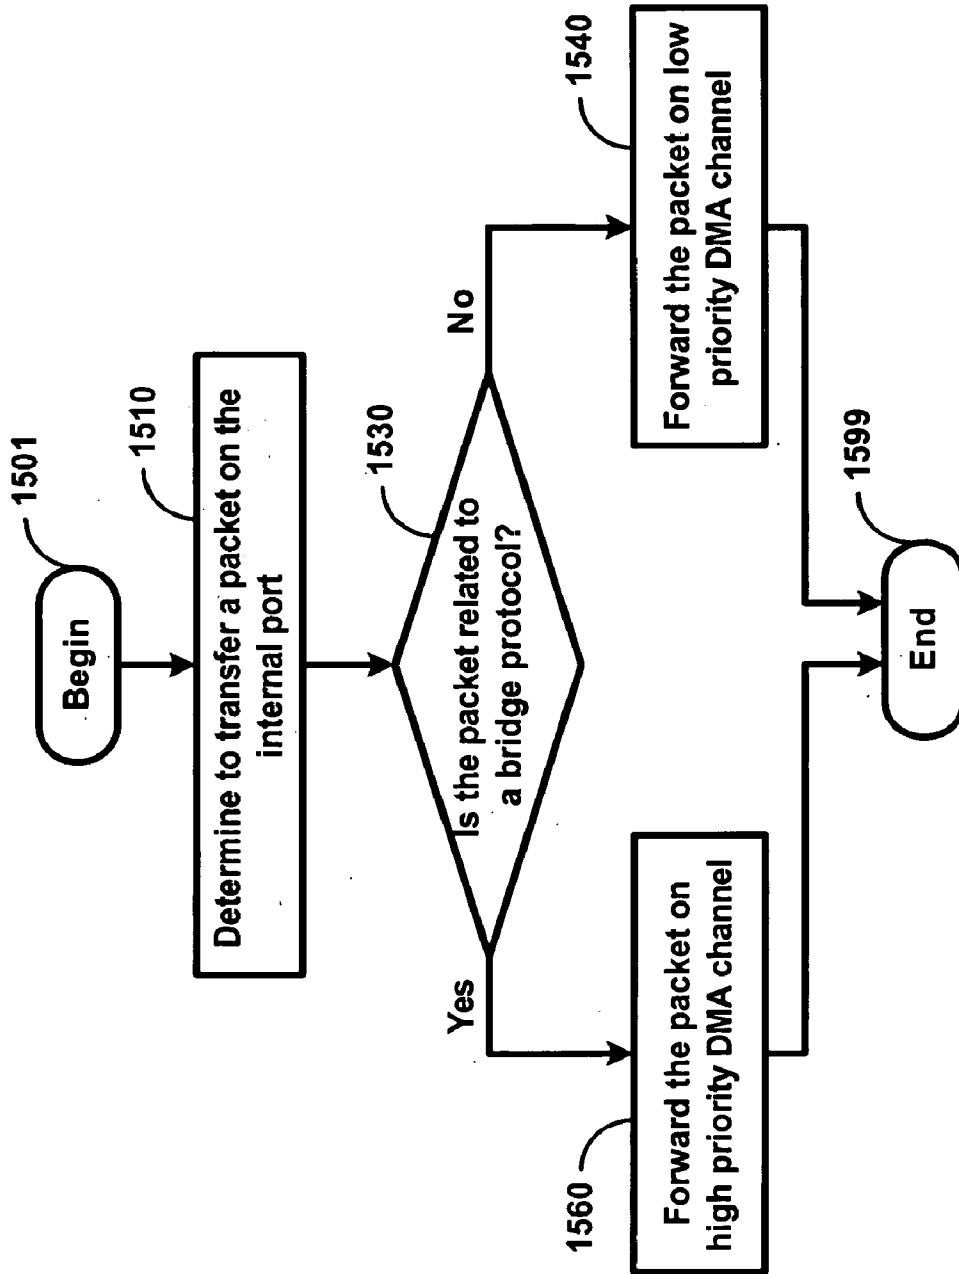 Begin
1501
Determine to transfer a packet on the
internal port
1510
Is the packet related to
a bridge protocol?
1530
Yes
No
1560
Forward the packet on
high priority DMA channel
Forward the packet on low
priority DMA channel
1540
End
1599